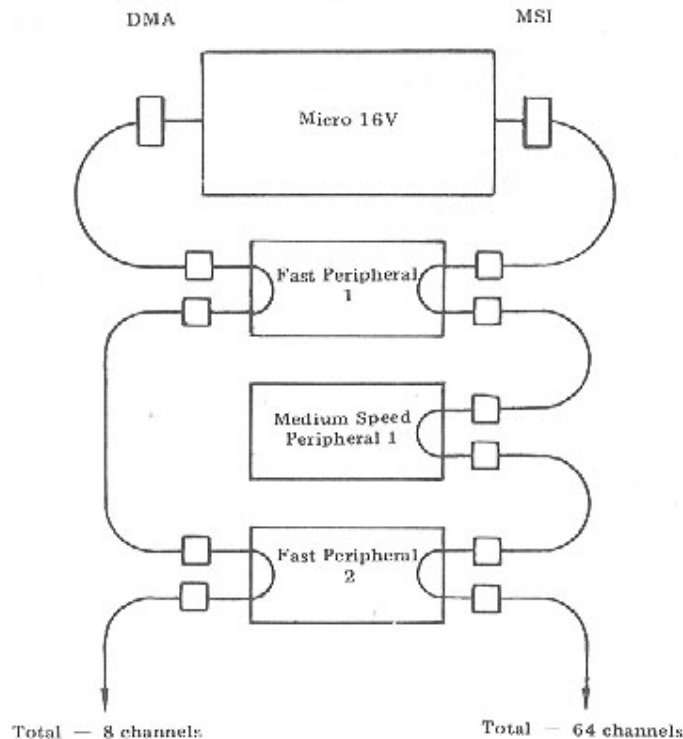 DMA
MSI
Micro 16V
Fast Peripheral
1
Medium Speed
Peripheral 1
Fast Peripheral
2
Total — 8 channels
Total — 64 channels